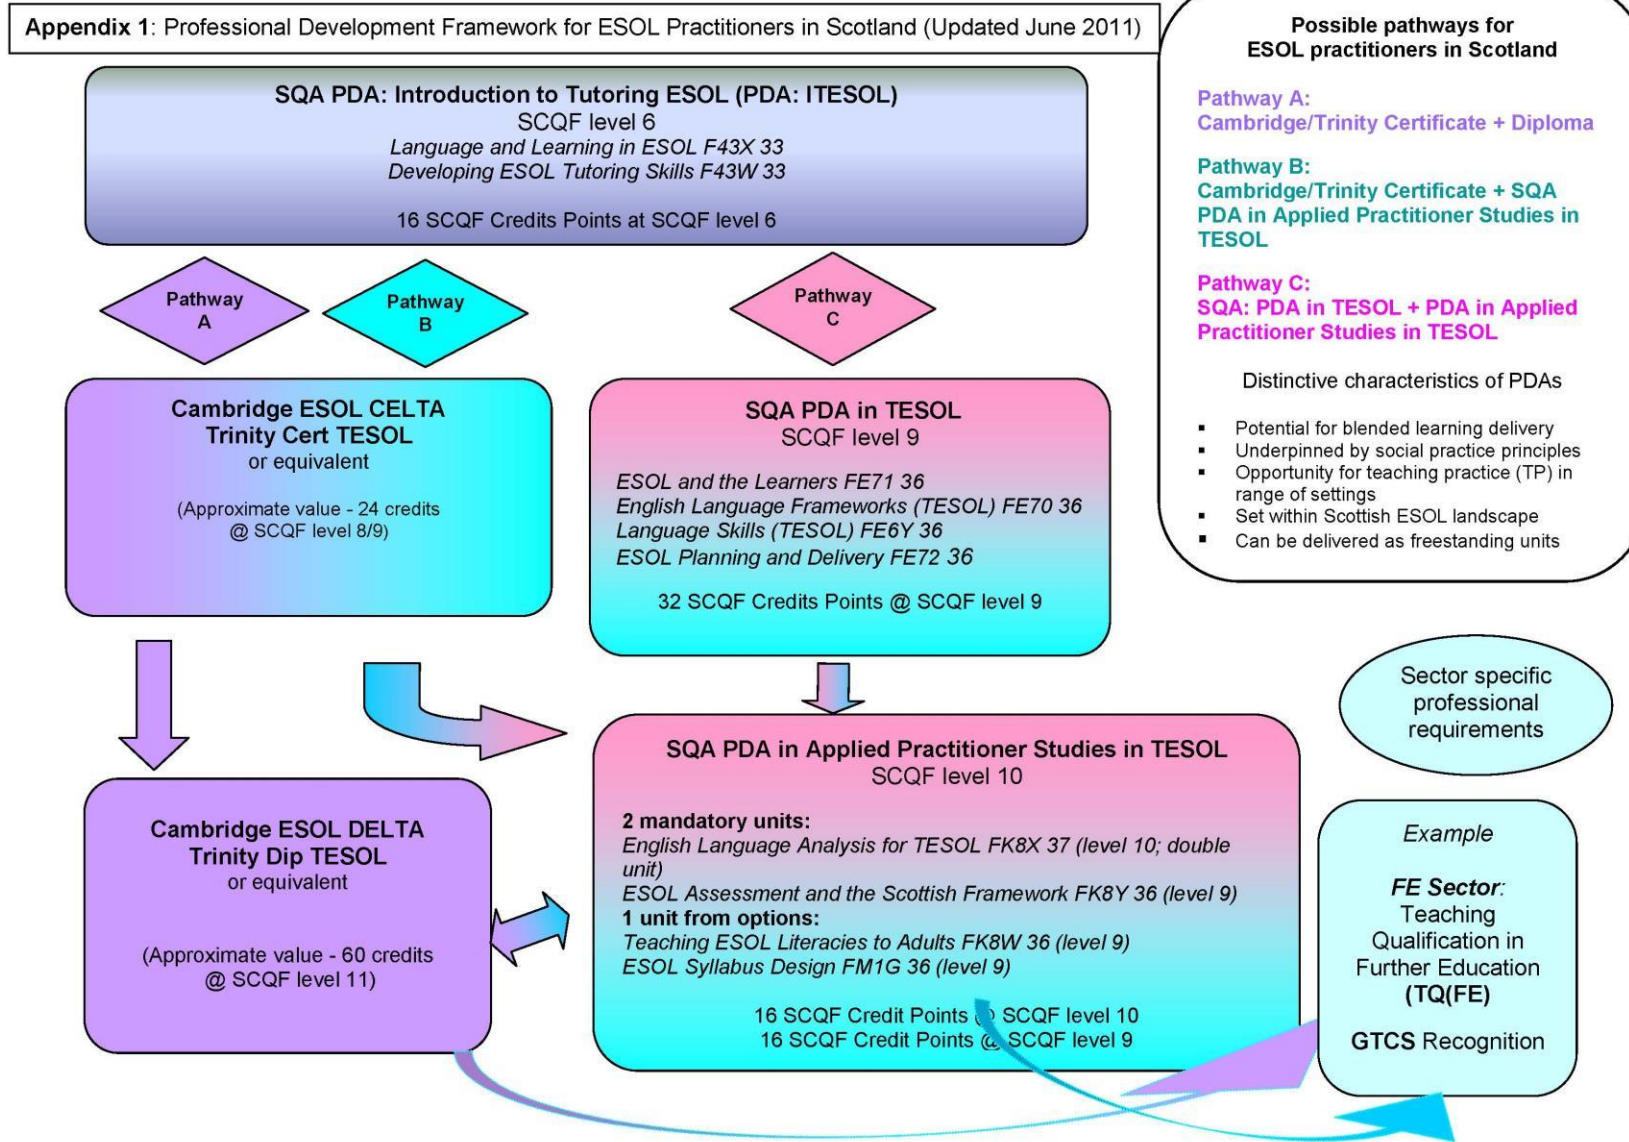 Appendix 1: Professional Development Framework for ESOL Practitioners in Scotland (Updated June 2011)
SQA PDA: Introduction to Tutoring ESOL (PDA: ITESOL)
SCQF level 6
Language and Learning in ESOL F43X 33
Developing ESOL Tutoring Skills F43W 33
16 SCQF Credits Points at SCQF level 6
Possible pathways for
ESOL practitioners in Scotland
Pathway A:
Cambridge/Trinity Certificate + Diploma
Pathway B:
Cambridge/Trinity Certificate + SQA
PDA in Applied Practitioner Studies in
TESOL
Pathway C:
SQA: PDA in TESOL + PDA in Applied
Practitioner Studies in TESOL
Distinctive characteristics of PDAs
▪ Potential for blended learning delivery
▪ Underpinned by social practice principles
▪ Opportunity for teaching practice (TP) in
range of settings
▪ Set within Scottish ESOL landscape
▪ Can be delivered as freestanding units
Pathway
A
Pathway
B
Pathway
C
Cambridge ESOL CELTA
Trinity Cert TESOL
or equivalent
(Approximate value - 24 credits
@ SCQF level 8/9)
SQA PDA in TESOL
SCQF level 9
ESOL and the Learners FE71 36
English Language Frameworks (TESOL) FE70 36
Language Skills (TESOL) FE6Y 36
ESOL Planning and Delivery FE72 36
32 SCQF Credits Points @ SCQF level 9
Sector specific
professional
requirements
Cambridge ESOL DELTA
Trinity Dip TESOL
or equivalent
(Approximate value - 60 credits
@ SCQF level 11)
SQA PDA in Applied Practitioner Studies in TESOL
SCQF level 10
2 mandatory units:
English Language Analysis for TESOL FK8X 37 (level 10; double
unit)
ESOL Assessment and the Scottish Framework FK8Y 36 (level 9)
1 unit from options:
Teaching ESOL Literacies to Adults FK8W 36 (level 9)
ESOL Syllabus Design FM1G 36 (level 9)
16 SCQF Credit Points @ SCQF level 10
16 SCQF Credit Points @ SCQF level 9
Example
FE Sector:
Teaching
Qualification in
Further Education
(TQ(FE)
GTCS Recognition